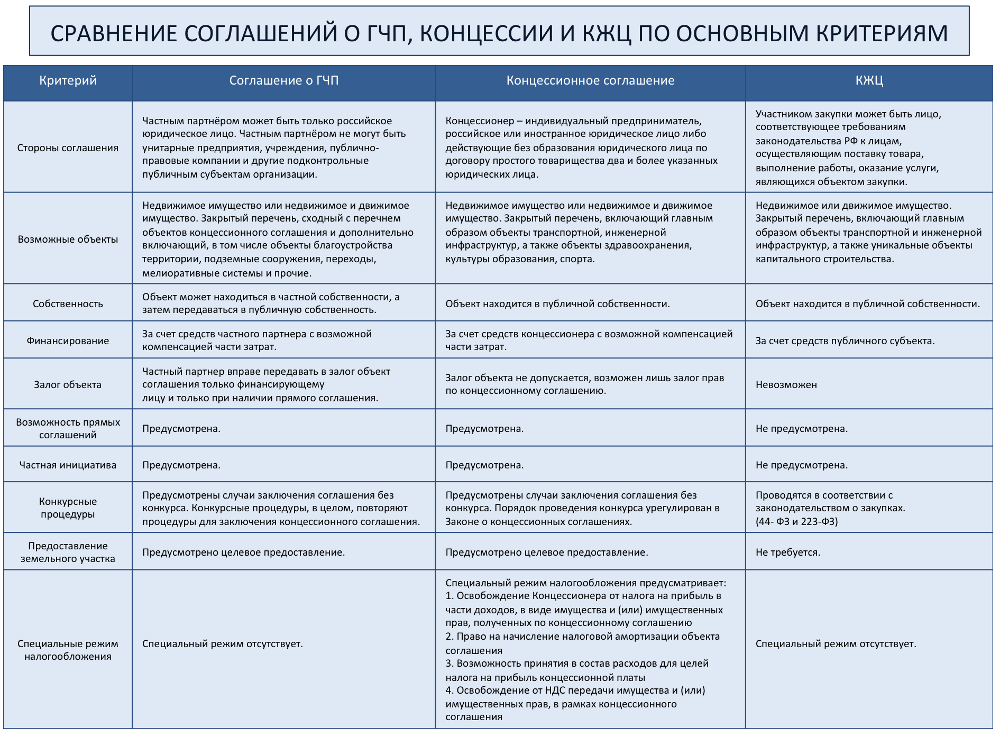 СРАВНЕНИЕ СОГЛАШЕНИЙ О ГЧП, КОНЦЕССИИ И КЖЦ ПО ОСНОВНЫМ КРИТЕРИЯМ
Критерий
Соглашение о ГЧП
Концессионное соглашение
КЖЦ
Стороны соглашения
Частным партнёром может быть только российское
юридическое лицо. Частным партнёром не могут быть
унитарные предприятия, учреждения, публично-
правовые компании и другие подконтрольные
публичным субъектам организации.
Концессионер – индивидуальный предприниматель,
российское или иностранное юридическое лицо либо
действующие без образования юридического лица по
договору простого товарищества два и более указанных
юридических лица.
Участником закупки может быть лицо,
соответствующее требованиям
законодательства РФ к лицам,
осуществляющим поставку товара,
выполнение работы, оказание услуги,
являющихся объектом закупки.
Возможные объекты
Недвижимое имущество или недвижимое и движимое
имущество. Закрытый перечень, сходный с перечнем
объектов концессионного соглашения и дополнительно
включающий, в том числе объекты благоустройства
территории, подземные сооружения, переходы,
мелиоративные системы и прочие.
Недвижимое имущество или недвижимое и движимое
имущество. Закрытый перечень, включающий главным
образом объекты транспортной, инженерной
инфраструктур, а также объекты здравоохранения,
культуры образования, спорта.
Недвижимое или движимое имущество.
Закрытый перечень, включающий главным
образом объекты транспортной и инженерной
инфраструктур, а также уникальные объекты
капитального строительства.
Собственность
Объект может находиться в частной собственности, а
затем передаваться в публичную собственность.
Объект находится в публичной собственности.
Объект находится в публичной собственности.
Финансирование
За счет средств частного партнера с возможной
компенсацией части затрат.
За счет средств концессионера с возможной компенсацией
части затрат.
За счет средств публичного субъекта.
Залог объекта
Частный партнер вправе передавать в залог объект
соглашения только финансирующему
лицу и только при наличии прямого соглашения.
Залог объекта не допускается, возможен лишь залог прав
по концессионному соглашению.
Невозможен
Возможность прямых
соглашений
Предусмотрена.
Предусмотрена.
Не предусмотрена.
Частная инициатива
Предусмотрена.
Предусмотрена.
Не предусмотрена.
Конкурсные
процедуры
Предусмотрены случаи заключения соглашения без
конкурса. Конкурсные процедуры, в целом, повторяют
процедуры для заключения концессионного соглашения.
Предусмотрены случаи заключения соглашения без
конкурса. Порядок проведения конкурса урегулирован в
Законе о концессионных соглашениях.
Проводятся в соответствии с
законодательством о закупках.
(44- ФЗ и 223-ФЗ)
Предоставление
земельного участка
Предусмотрено целевое предоставление.
Предусмотрено целевое предоставление.
Не требуется.
Специальные режим
налогообложения
Специальный режим отсутствует.
Специальный режим налогообложения предусматривает:
1. Освобождение Концессионера от налога на прибыль в
части доходов, в виде имущества и (или) имущественных
прав, полученных по концессионному соглашению
2. Право на начисление налоговой амортизации объекта
соглашения
3. Возможность принятия в состав расходов для целей
налога на прибыль концессионной платы
4. Освобождение от НДС передачи имущества и (или)
имущественных прав, в рамках концессионного
соглашения
Специальный режим отсутствует.